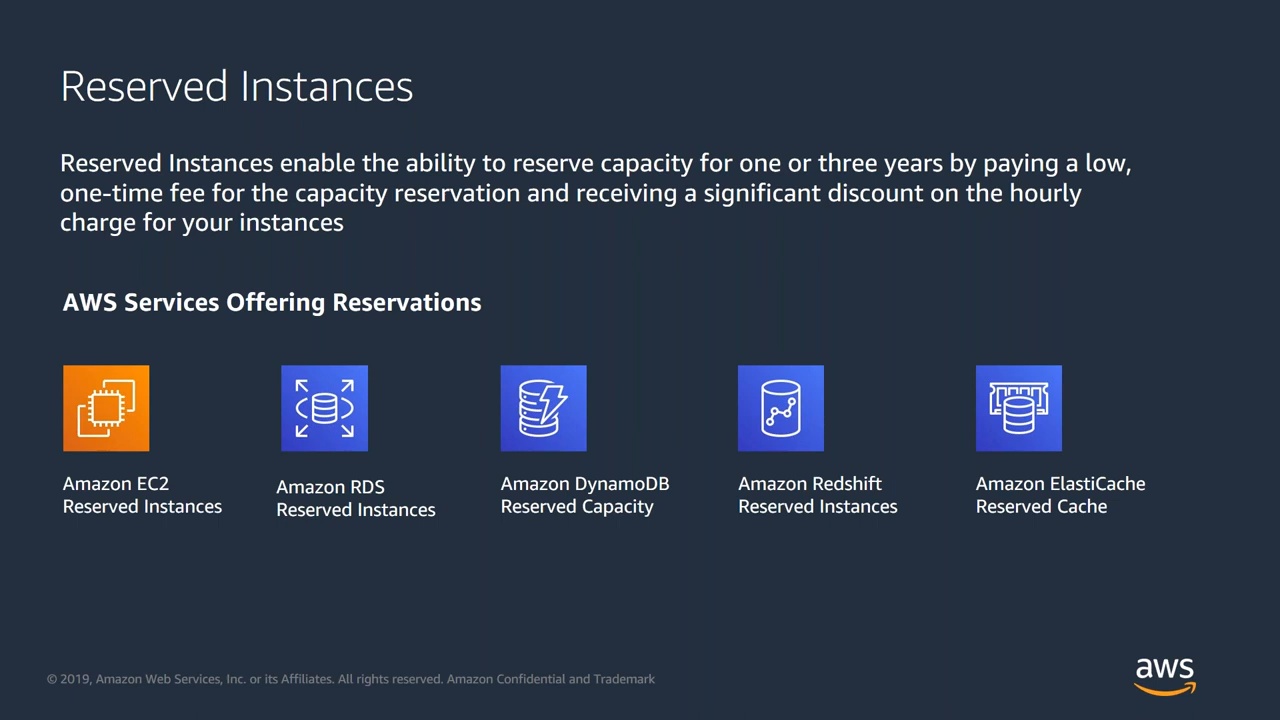 Reserved Instances
Reserved Instances enable the ability to reserve capacity for one or three years by paying a low,
one-time fee for the capacity reservation and receiving a significant discount on the hourly
charge for your instances
AWS Services Offering Reservations
Amazon EC2
Reserved Instances
Amazon RDS
Reserved Instances
Amazon DynamoDB
Reserved Capacity
Amazon Redshift
Reserved Instances
Amazon ElastiCache
Reserved Cache
© 2019, Amazon Web Services, Inc. or its Affiliates. All rights reserved. Amazon Confidential and Trademark
aws